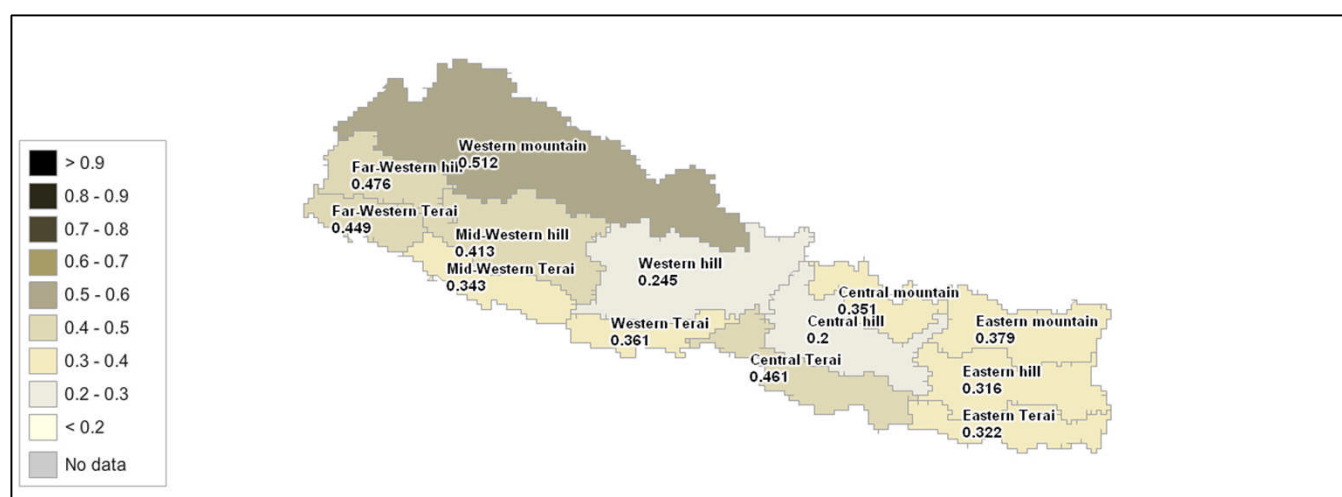 > 0.9
0.8 - 0.9
0.7 - 0.8
0.6 - 0.7
0.5 - 0.6
0.4 - 0.5
0.3 - 0.4
0.2 - 0.3
< 0.2
No data
Western mountain
0.512
Far-Western hill
0.476
Far-Western Terai
0.449
Mid-Western hill
0.413
Mid-Western Terai
0.343
Western hill
0.245
Western Terai
0.361
Central mountain
0.351
Central hill
0.2
Central Terai
0.461
Eastern mountain
0.379
Eastern hill
0.316
Eastern Terai
0.322